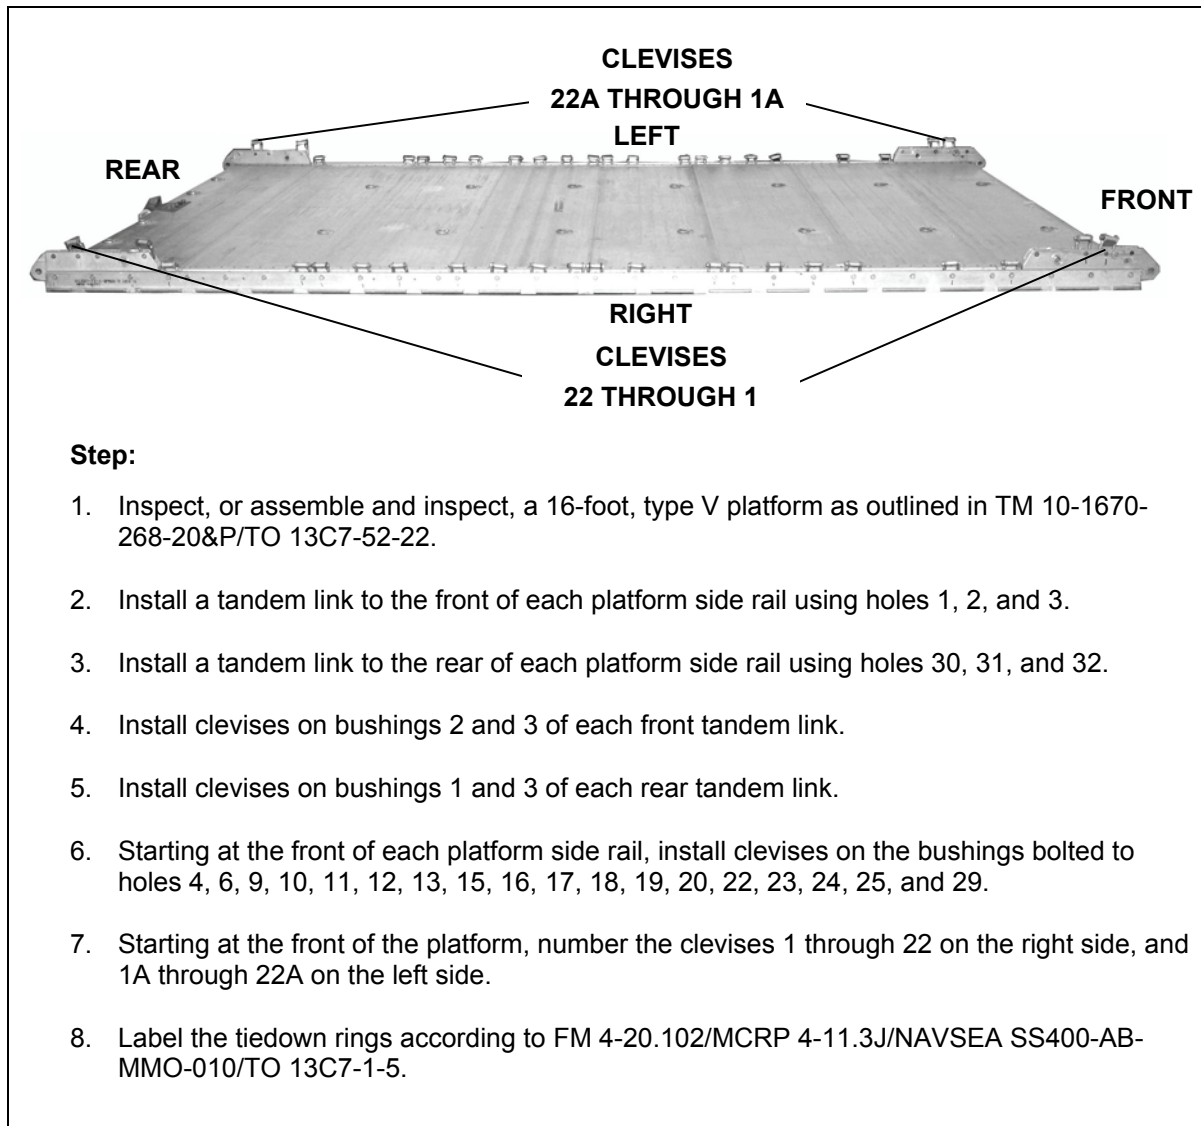 CLEVISES
22A THROUGH 1A
LEFT
REAR
FRONT
RIGHT
CLEVISES
22 THROUGH 1
Step:
1. Inspect, or assemble and inspect, a 16-foot, type V platform as outlined in TM 10-1670-
268-20&P/TO 13C7-52-22.
2. Install a tandem link to the front of each platform side rail using holes 1, 2, and 3.
3. Install a tandem link to the rear of each platform side rail using holes 30, 31, and 32.
4. Install clevises on bushings 2 and 3 of each front tandem link.
5. Install clevises on bushings 1 and 3 of each rear tandem link.
6. Starting at the front of each platform side rail, install clevises on the bushings bolted to
holes 4, 6, 9, 10, 11, 12, 13, 15, 16, 17, 18, 19, 20, 22, 23, 24, 25, and 29.
7. Starting at the front of the platform, number the clevises 1 through 22 on the right side, and
1A through 22A on the left side.
8. Label the tiedown rings according to FM 4-20.102/MCRP 4-11.3J/NAVSEA SS400-AB-
MMO-010/TO 13C7-1-5.